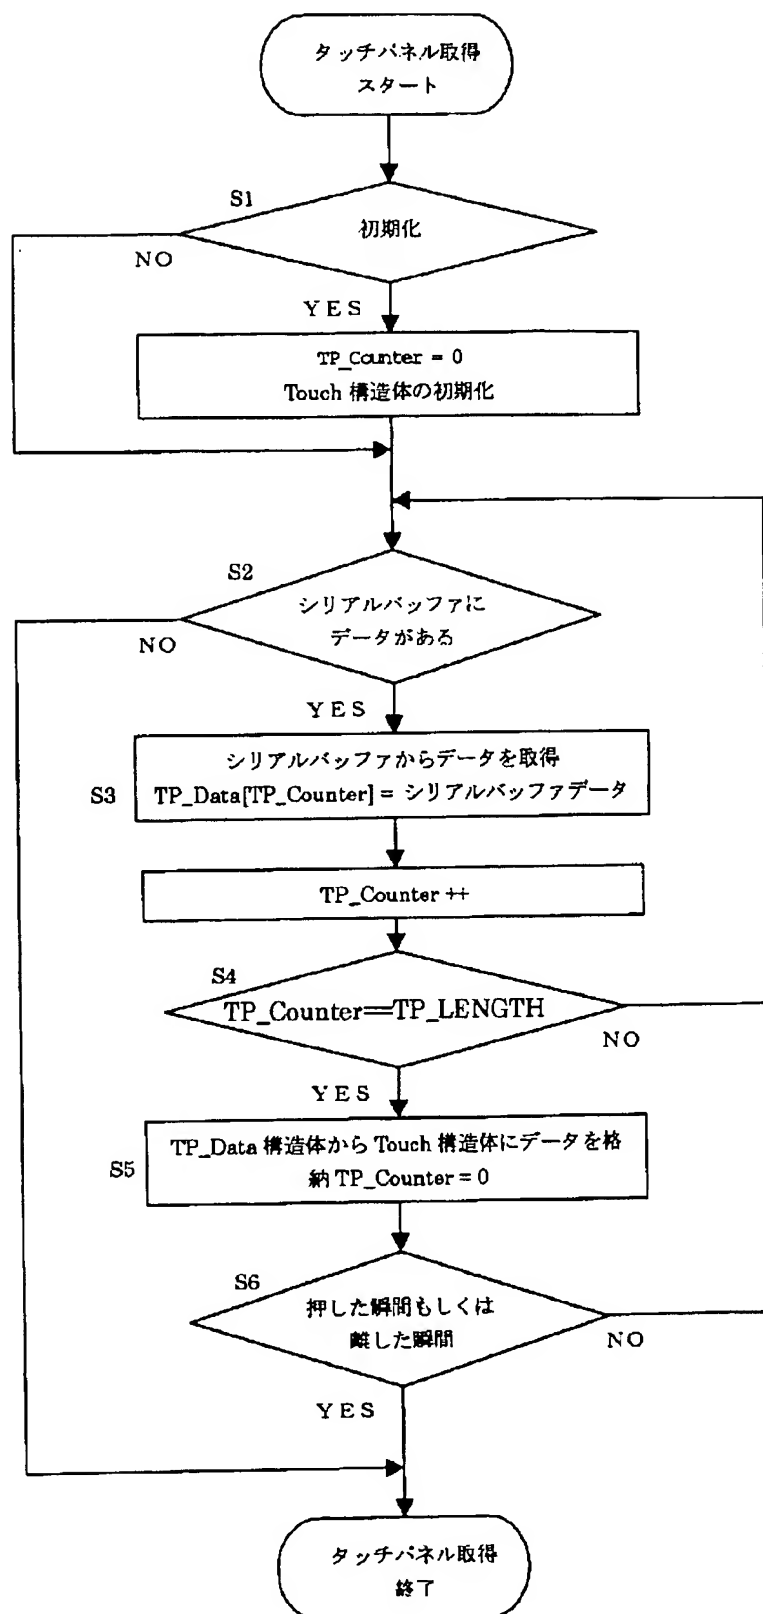 タッチパネル取得
スタート
S1
初期化
NO
YES
TP_Counter = 0
Touch 構造体の初期化
S2
シリアルバッファに
データがある
NO
YES
シリアルバッファからデータを取得
S3
TP_Data[TP_Counter] = シリアルバッファデータ
TP_Counter ++
S4
TP_Counter==TP_LENGTH
NO
YES
TP_Data 構造体から Touch 構造体にデータを格
S5
納 TP_Counter = 0
S6
押した瞬間もしくは
離した瞬間
NO
YES
タッチパネル取得
終了